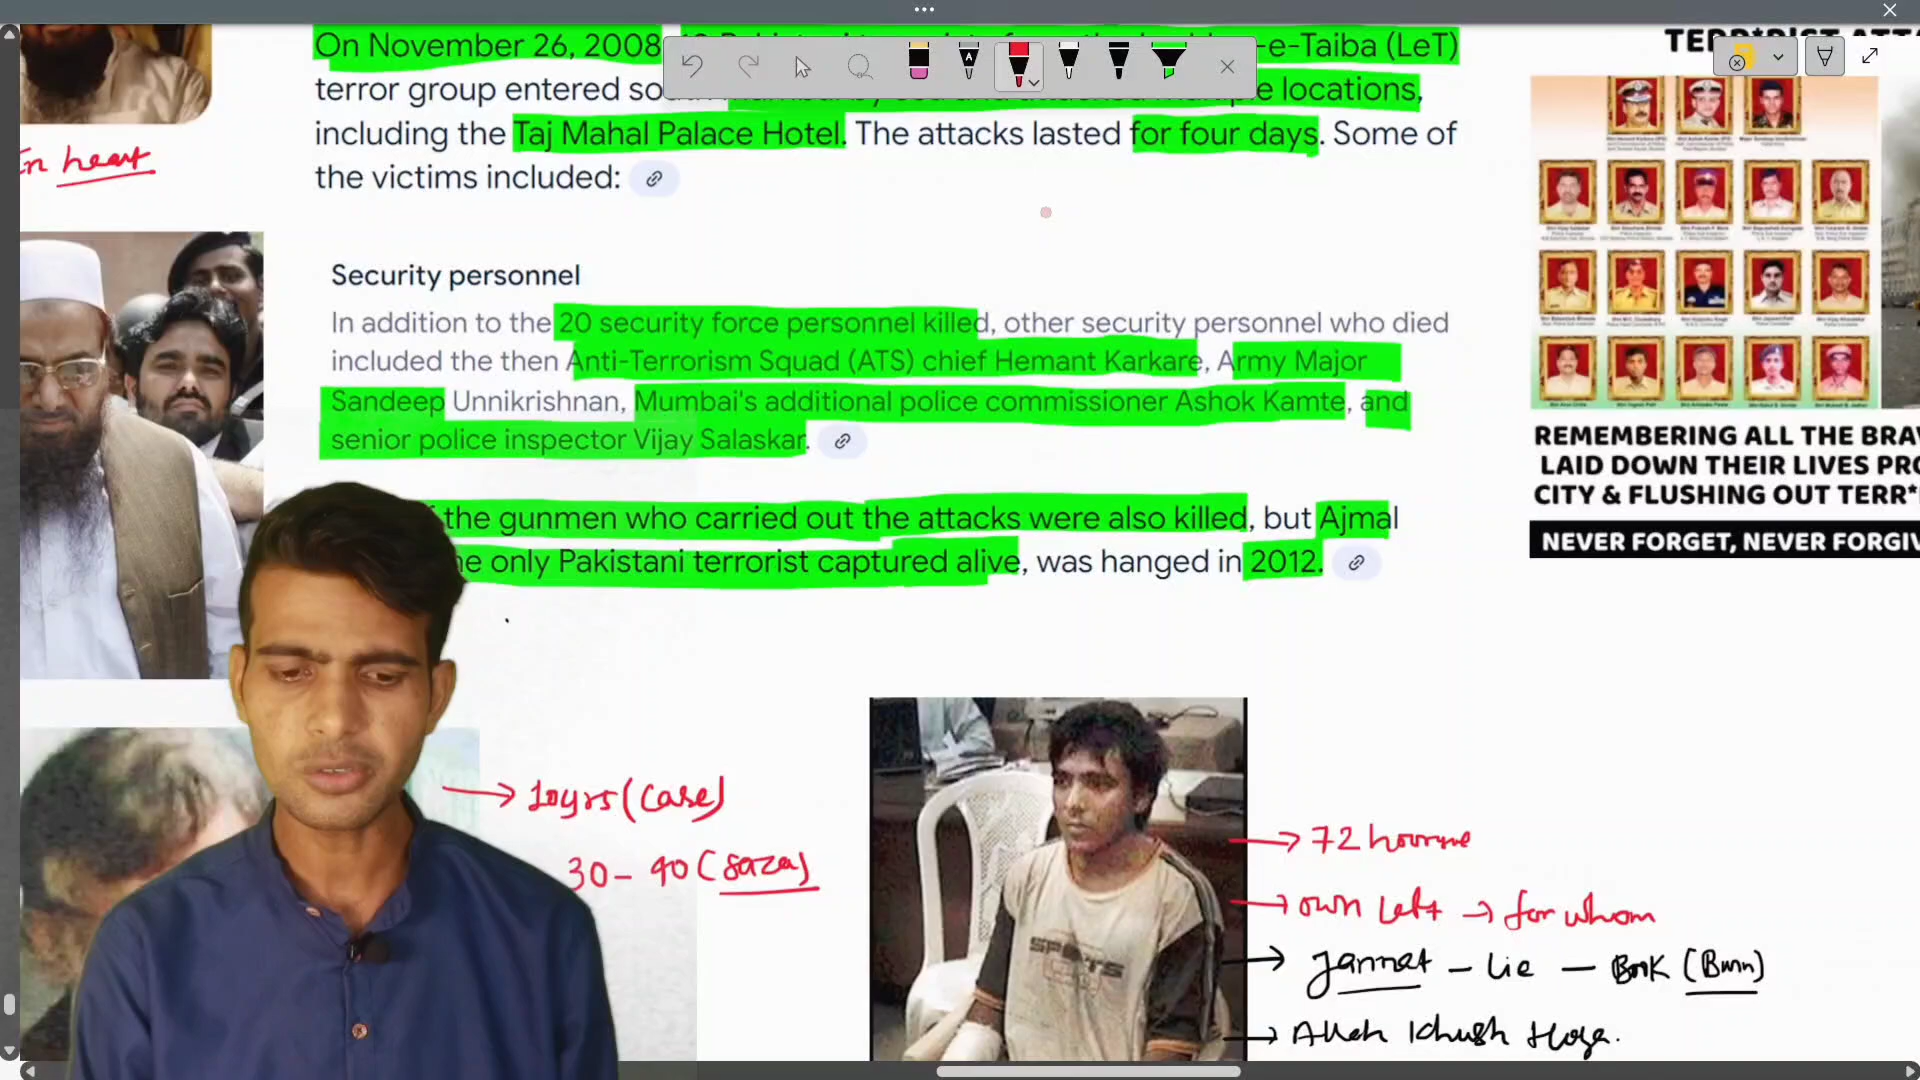 On November 26, 2008
-e-Taiba (LeT)
terror group entered
e locations,
including the Taj Mahal Palace Hotel. The attacks lasted for four days. Some of
the victims included:
Security personnel
In addition to the 20 security force personnel killed, other security personnel who died
included the then Anti-Terrorism Squad (ATS) chief Hemant Karkare, Army Major
Sandeep Unnikrishnan, Mumbai's additional police commissioner Ashok Kamte, and
senior police inspector Vijay Salaskar.
the gunmen who carried out the attacks were also killed, but Ajmal
only Pakistani terrorist captured alive, was hanged in 2012.
In heart
10yrs (Case)
30-40 (saza)
SPORTS
→ 72 hourune
→ own Left → for whom
→ Jannat - Lie - Book (Burn)
→ Allah khush Hoga.
REMEMBERING ALL THE BRAV
LAID DOWN THEIR LIVES PRO
CITY & FLUSHING OUT TERR*
NEVER FORGET, NEVER FORGIV